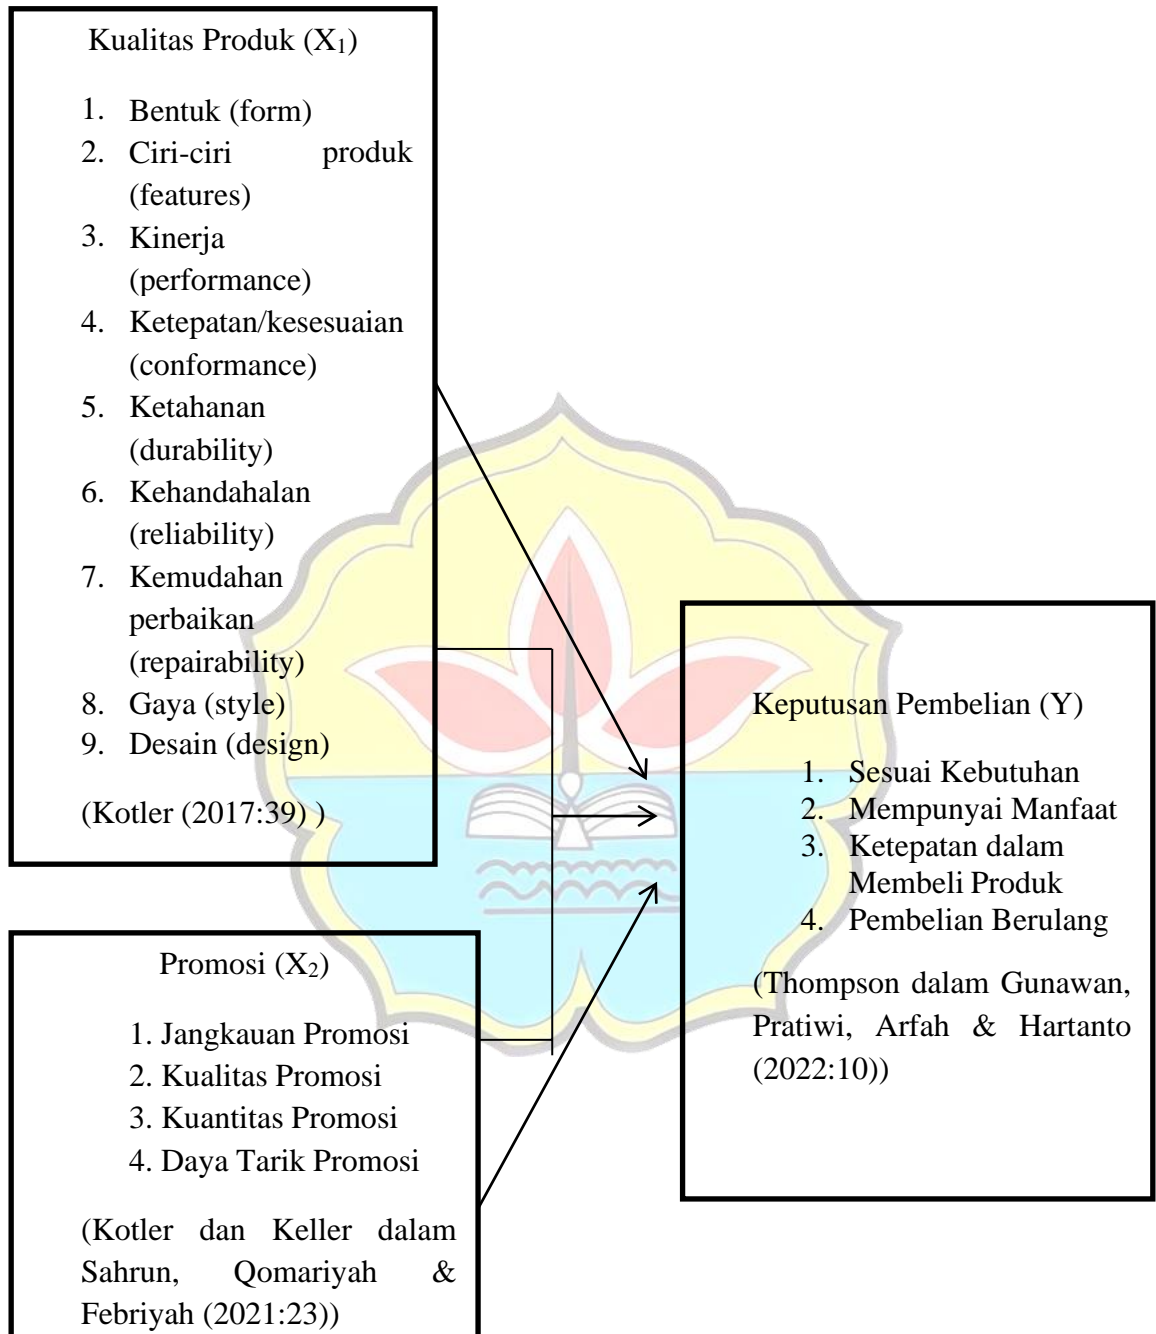 Kualitas Produk (X₁)
1. Bentuk (form)
2. Ciri-ciri produk
(features)
3. Kinerja
(performance)
4. Ketepatan/kesesuaian
(conformance)
5. Ketahanan
(durability)
6. Kehandahalan
(reliability)
7. Kemudahan
perbaikan
(repairability)
8. Gaya (style)
9. Desain (design)
(Kotler (2017:39) )
Promosi (X₂)
1. Jangkauan Promosi
2. Kualitas Promosi
3. Kuantitas Promosi
4. Daya Tarik Promosi
(Kotler dan Keller dalam
Sahrun, Qomariyah &
Febriyah (2021:23))
Keputusan Pembelian (Y)
1. Sesuai Kebutuhan
2. Mempunyai Manfaat
3. Ketepatan dalam
Membeli Produk
4. Pembelian Berulang
(Thompson dalam Gunawan,
Pratiwi, Arfah & Hartanto
(2022:10))